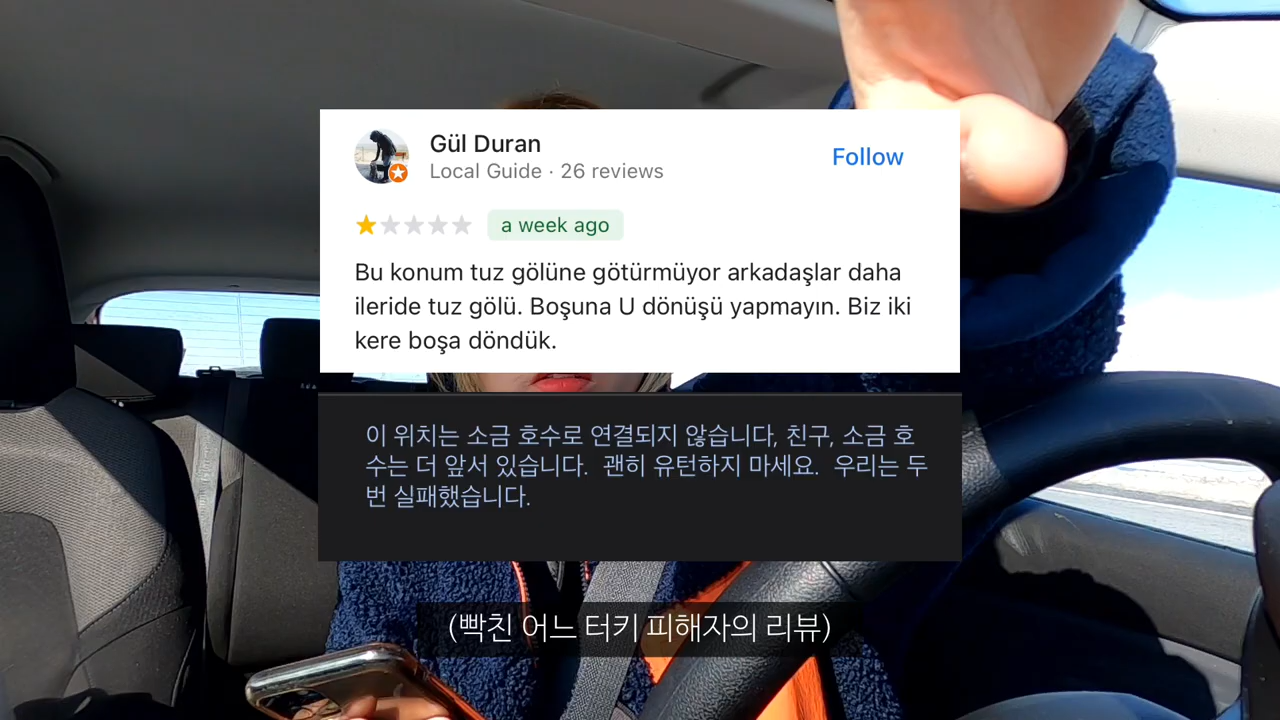 Gül Duran
Local Guide · 26 reviews
Follow
a week ago
Bu konum tuz gölüne götürmüyor arkadaşlar daha
ileride tuz gölü. Boşuna U dönüşü yapmayın. Biz iki
kere boşa döndük.
이 위치는 소금 호수로 연결되지 않습니다, 친구, 소금 호
수는 더 앞서 있습니다. 괜히 유턴하지 마세요. 우리는 두
번 실패했습니다.
(빡친 어느 터키 피해자의 리뷰)